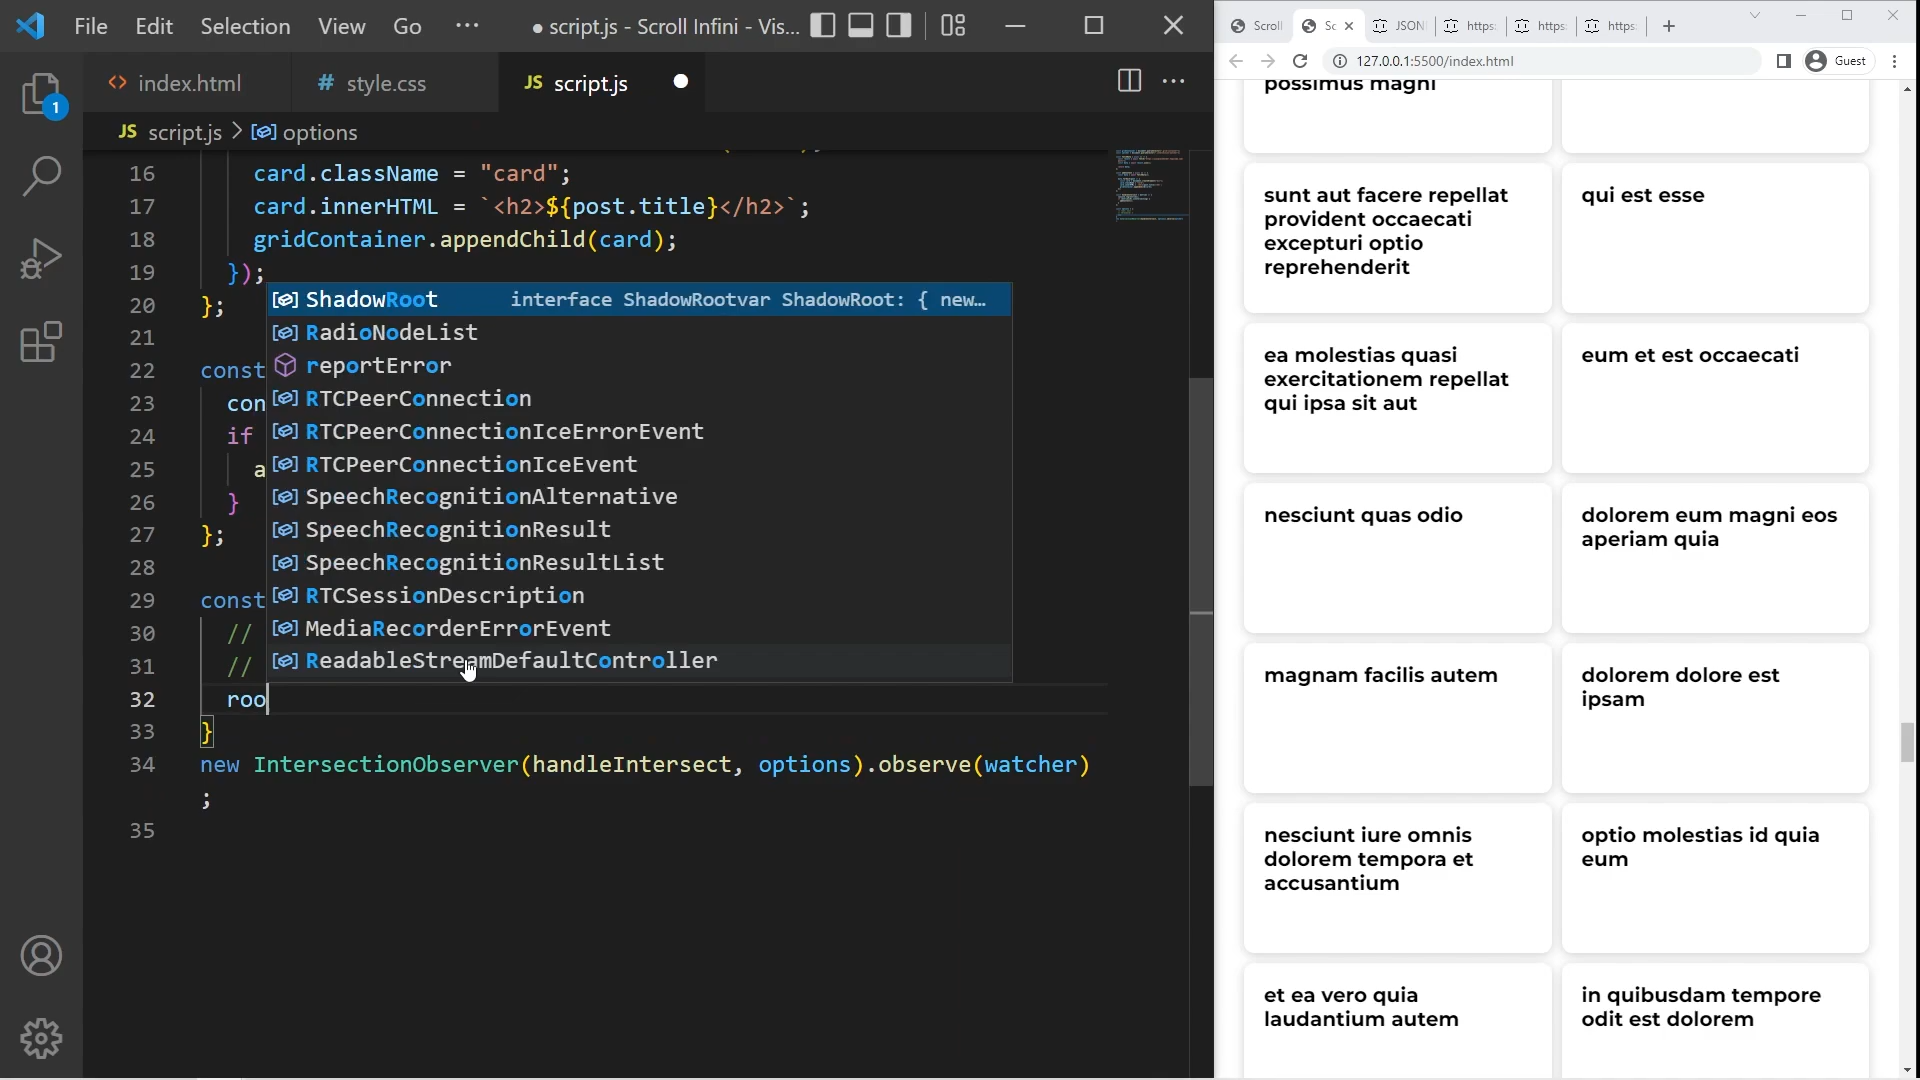 File Edit Selection View Go ··· ● script.js - Scroll Infini - Vis...
1
<> index.html # style.css JS script.js ●
JS script.js > options
16 card.className = "card";
17 card.innerHTML = `<h2>${post.title}</h2>`;
18 gridContainer.appendChild(card);
19 });
20 };
21
22 const
23 con
24 if
25 a
26 }
27 };
28
29 const
30 //
31 //
32 roo
33 }
34 new IntersectionObserver(handleIntersect, options).observe(watcher)
;
35
ShadowRoot interface ShadowRootvar ShadowRoot: { new…
RadioNodeList
reportError
RTCPeerConnection
RTCPeerConnectionIceErrorEvent
RTCPeerConnectionIceEvent
SpeechRecognitionAlternative
SpeechRecognitionResult
SpeechRecognitionResultList
RTCSessionDescription
MediaRecorderErrorEvent
ReadableStreamDefaultController
Scroll Sc JSON https: https: https:
127.0.0.1:5500/index.html Guest
possimus magni
sunt aut facere repellat
provident occaecati
excepturi optio
reprehenderit
qui est esse
ea molestias quasi
exercitationem repellat
qui ipsa sit aut
eum et est occaecati
nesciunt quas odio
dolorem eum magni eos
aperiam quia
magnam facilis autem
dolorem dolore est
ipsam
nesciunt iure omnis
dolorem tempora et
accusantium
optio molestias id quia
eum
et ea vero quia
laudantium autem
in quibusdam tempore
odit est dolorem